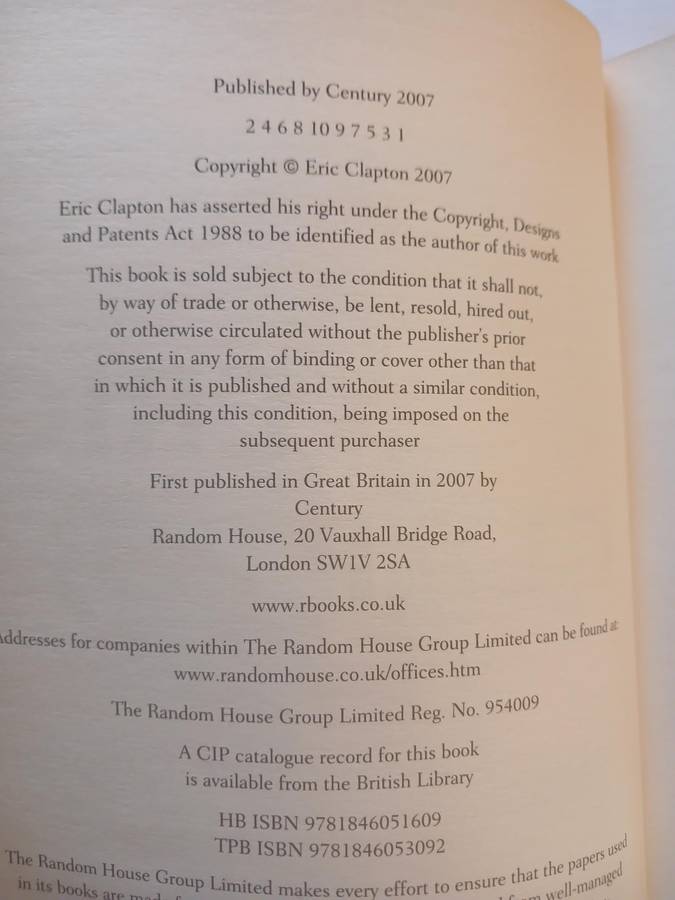 Published by Century 2007
2 4 6 8 10 9 7 5 3 1
Copyright © Eric Clapton 2007
Eric Clapton has asserted his right under the Copyright, Designs
and Patents Act 1988 to be identified as the author of this work
This book is sold subject to the condition that it shall not,
by way of trade or otherwise, be lent, resold, hired out,
or otherwise circulated without the publisher's prior
consent in any form of binding or cover other than that
in which it is published and without a similar condition,
including this condition, being imposed on the
subsequent purchaser
First published in Great Britain in 2007 by
Century
Random House, 20 Vauxhall Bridge Road,
London SW1V 2SA
www.rbooks.co.uk
Addresses for companies within The Random House Group Limited can be found at:
www.randomhouse.co.uk/offices.htm
The Random House Group Limited Reg. No. 954009
A CIP catalogue record for this book
is available from the British Library
HB ISBN 9781846051609
TPB ISBN 9781846053092
The Random House Group Limited makes every effort to ensure that the papers used
in its books are well-managed